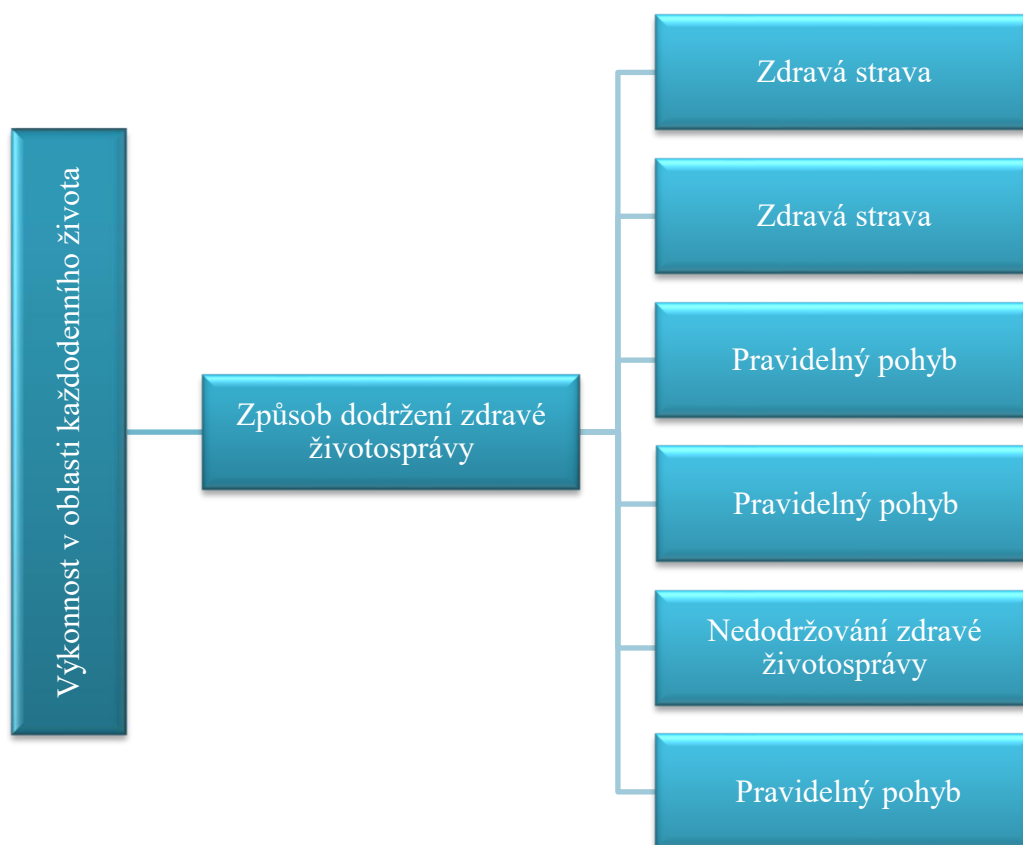 Výkonnost v oblasti každodenního života
Způsob dodržení zdravé
životosprávy
Zdravá strava
Zdravá strava
Pravidelný pohyb
Pravidelný pohyb
Nedodržování zdravé
životosprávy
Pravidelný pohyb